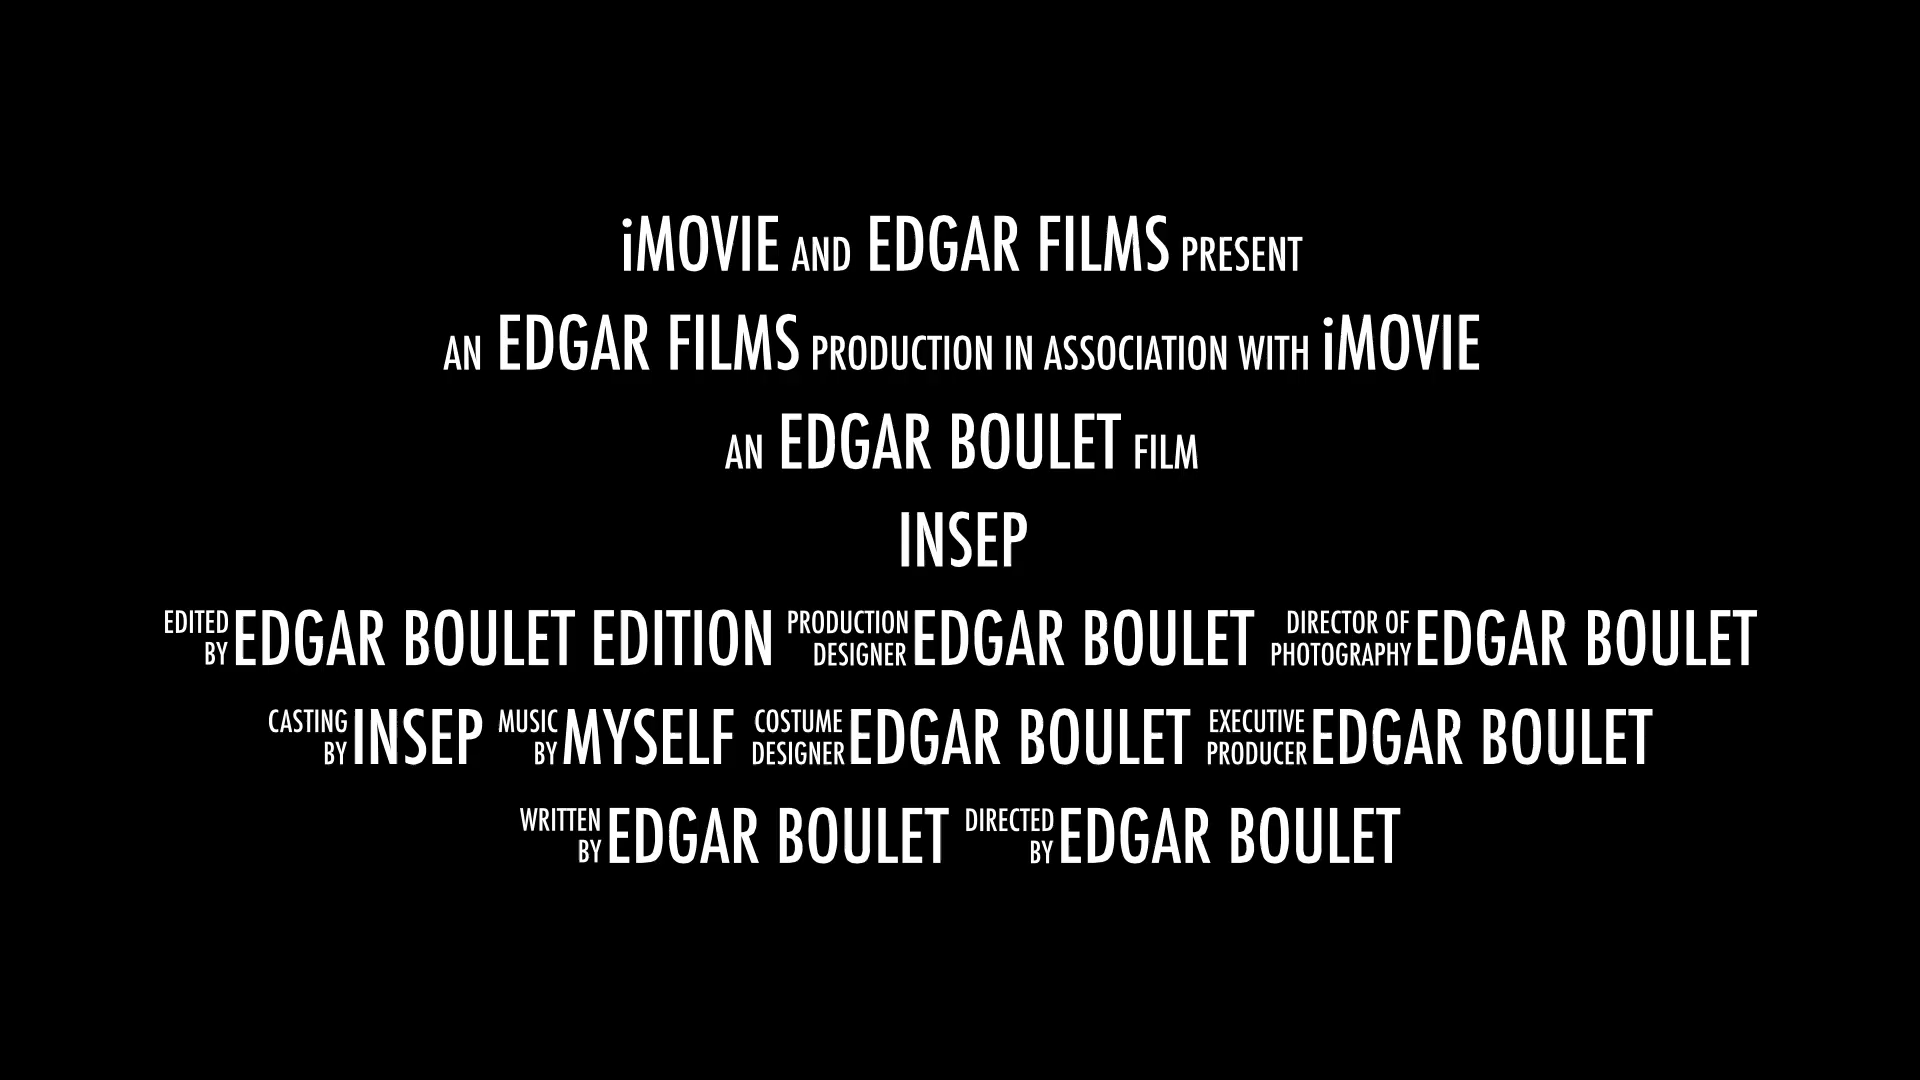 iMOVIE AND EDGAR FILMS PRESENT
AN EDGAR FILMS PRODUCTION IN ASSOCIATION WITH iMOVIE
AN EDGAR BOULET FILM
INSEP
EDITED BY EDGAR BOULET EDITION PRODUCTION DESIGNER EDGAR BOULET DIRECTOR OF PHOTOGRAPHY EDGAR BOULET
CASTING BY INSEP MUSIC BY MYSELF COSTUME DESIGNER EDGAR BOULET EXECUTIVE PRODUCER EDGAR BOULET
WRITTEN BY EDGAR BOULET DIRECTED BY EDGAR BOULET